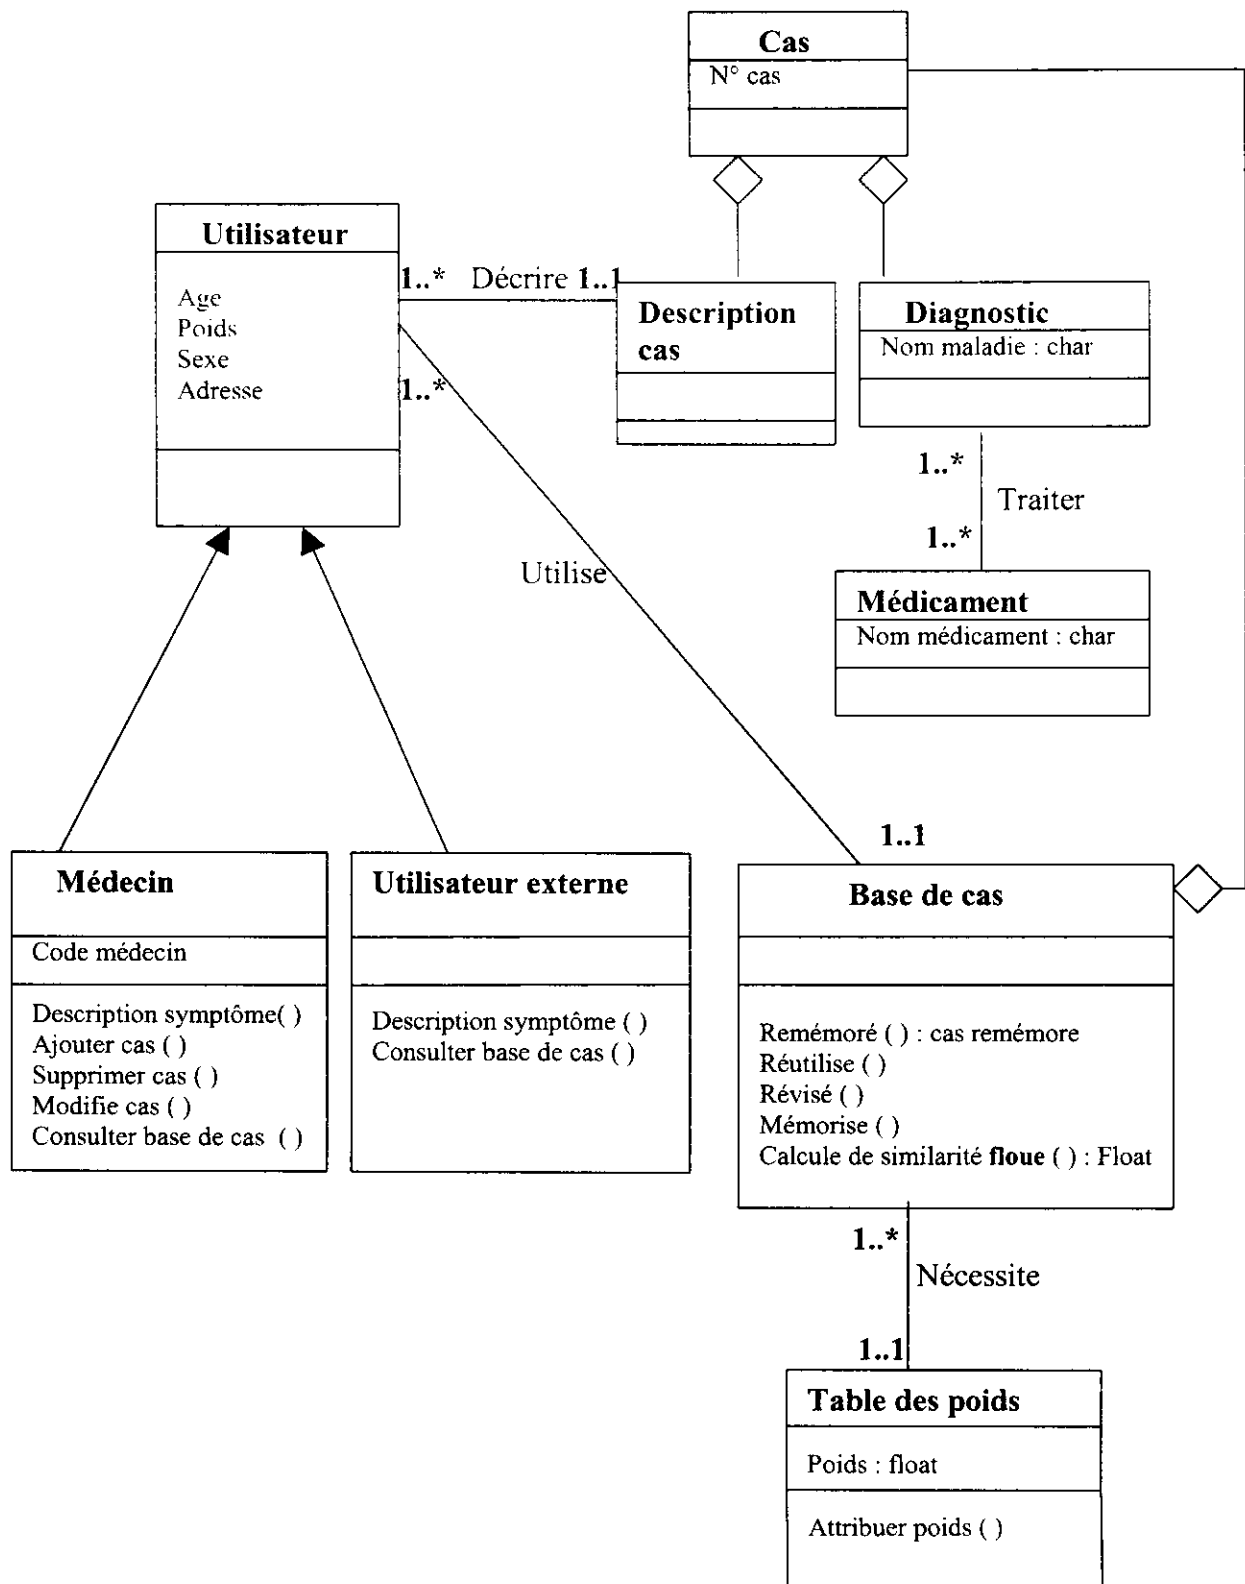 Cas
N° cas
Utilisateur
Age
Poids
Sexe
Adresse
1..* Décrire 1..1
1..*
Description
cas
Diagnostic
Nom maladie : char
1..*
Traiter
1..*
Utilise
Médicament
Nom médicament : char
1..1
Médecin
Code médecin
Description symptôme( )
Ajouter cas ( )
Supprimer cas ( )
Modifie cas ( )
Consulter base de cas ( )
Utilisateur externe
Description symptôme ( )
Consulter base de cas ( )
Base de cas
Remémoré ( ) : cas remémore
Réutilise ( )
Révisé ( )
Mémorise ( )
Calcule de similarité floue ( ) : Float
1..*
Nécessite
1..1
Table des poids
Poids : float
Attribuer poids ( )